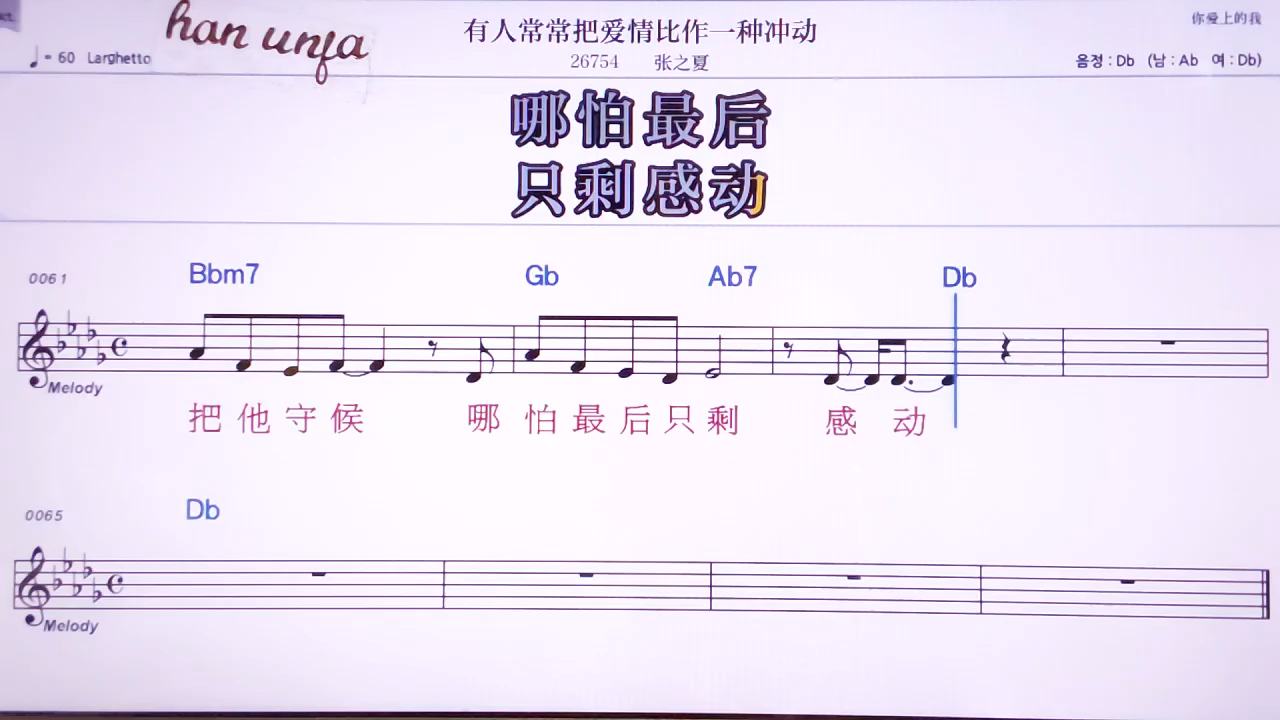 han unfa
有人常常把爱情比作一种冲动
你爱上的我
♩= 60 Larghetto
26754 张之夏
음정 : Db (남 : Ab 여 : Db)
哪怕最后
只剩感动
0061 Bbm7 Gb Ab7 Db
Melody
把他守候 哪怕最后只剩 感动
0065 Db
Melody